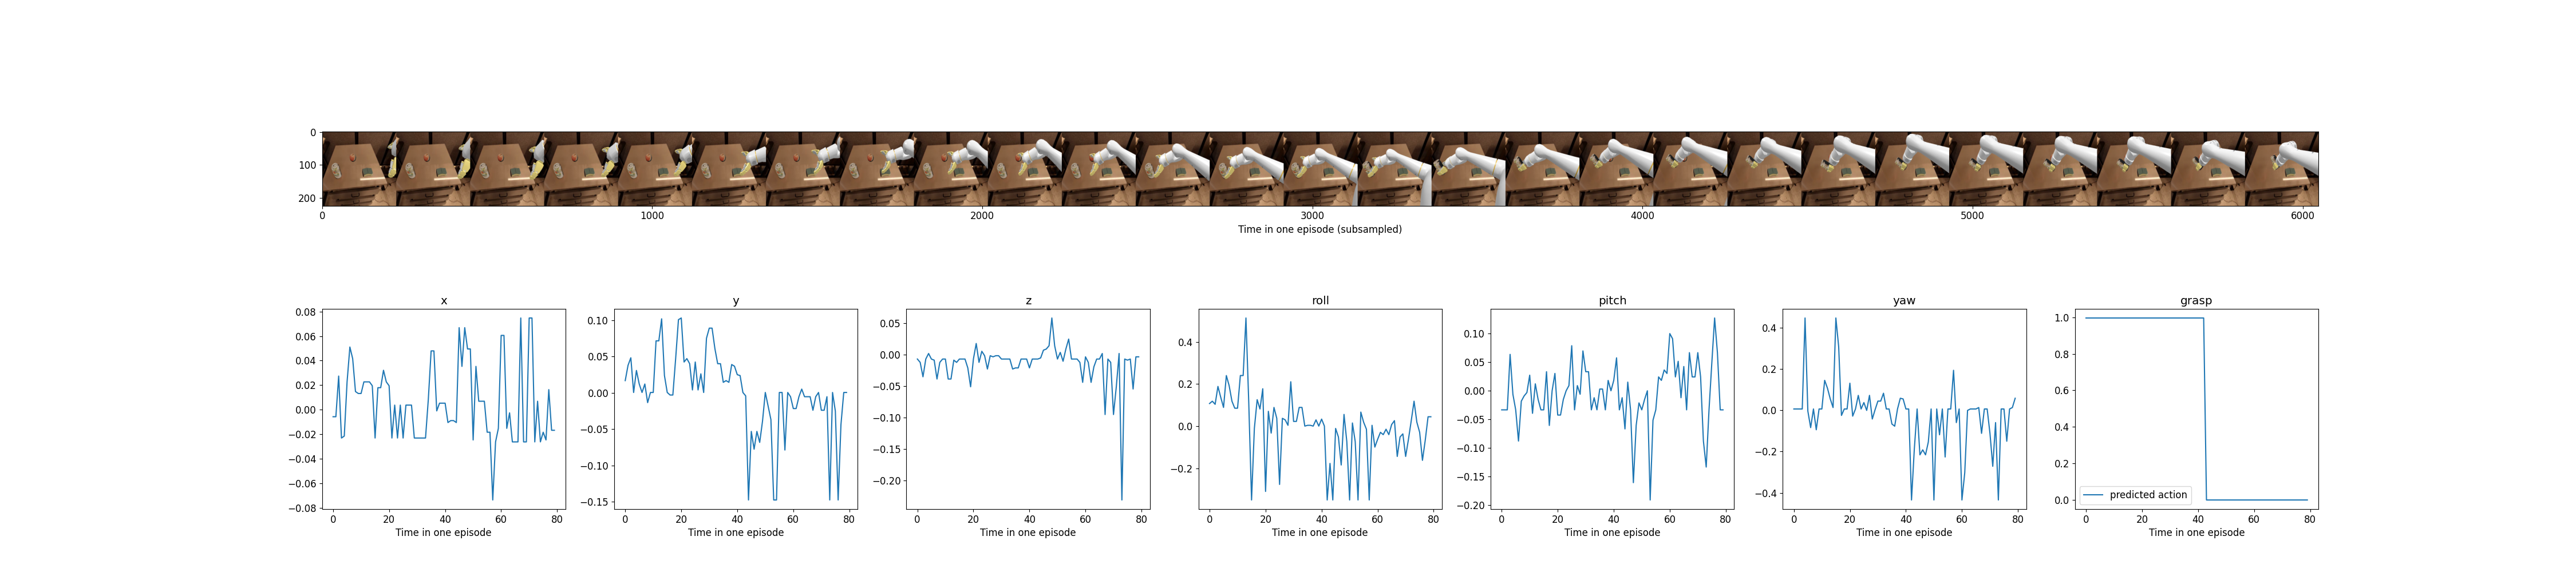 0
100
200
0 1000 2000 3000 4000 5000 6000
Time in one episode (subsampled)
x
0.08
0.06
0.04
0.02
0.00
−0.02
−0.04
−0.06
−0.08
0 20 40 60 80
Time in one episode
y
0.10
0.05
0.00
−0.05
−0.10
−0.15
0 20 40 60 80
Time in one episode
z
0.05
0.00
−0.05
−0.10
−0.15
−0.20
0 20 40 60 80
Time in one episode
roll
0.4
0.2
0.0
−0.2
0 20 40 60 80
Time in one episode
pitch
0.10
0.05
0.00
−0.05
−0.10
−0.15
−0.20
0 20 40 60 80
Time in one episode
yaw
0.4
0.2
0.0
−0.2
−0.4
0 20 40 60 80
Time in one episode
grasp
1.0
0.8
0.6
0.4
0.2
0.0
predicted action
0 20 40 60 80
Time in one episode